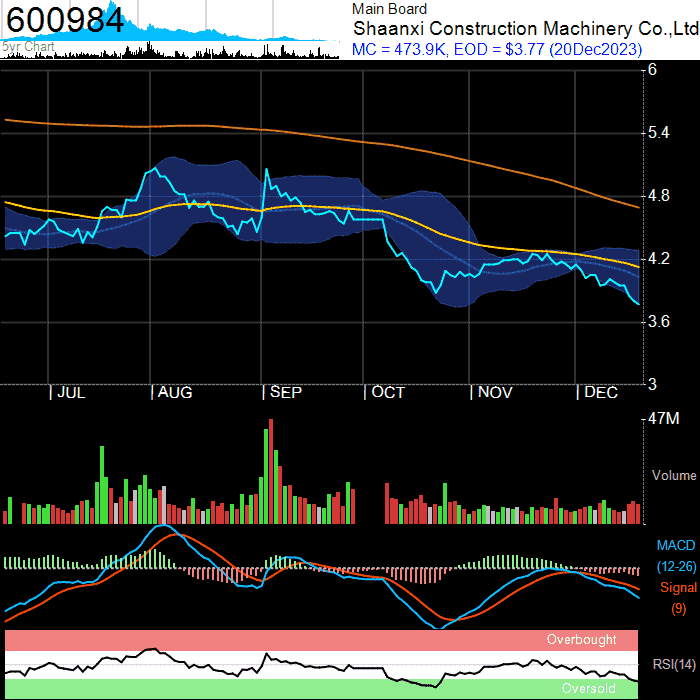 600984
5yr Chart
Main Board
Shaanxi Construction Machinery Co.,Ltd
MC = 473.9K, EOD = $3.77 (20Dec2023)
6
5.4
4.8
4.2
3.6
3
JUL
AUG
SEP
OCT
NOV
DEC
47M
Volume
MACD
(12-26)
Signal
(9)
Overbought
RSI(14)
Oversold